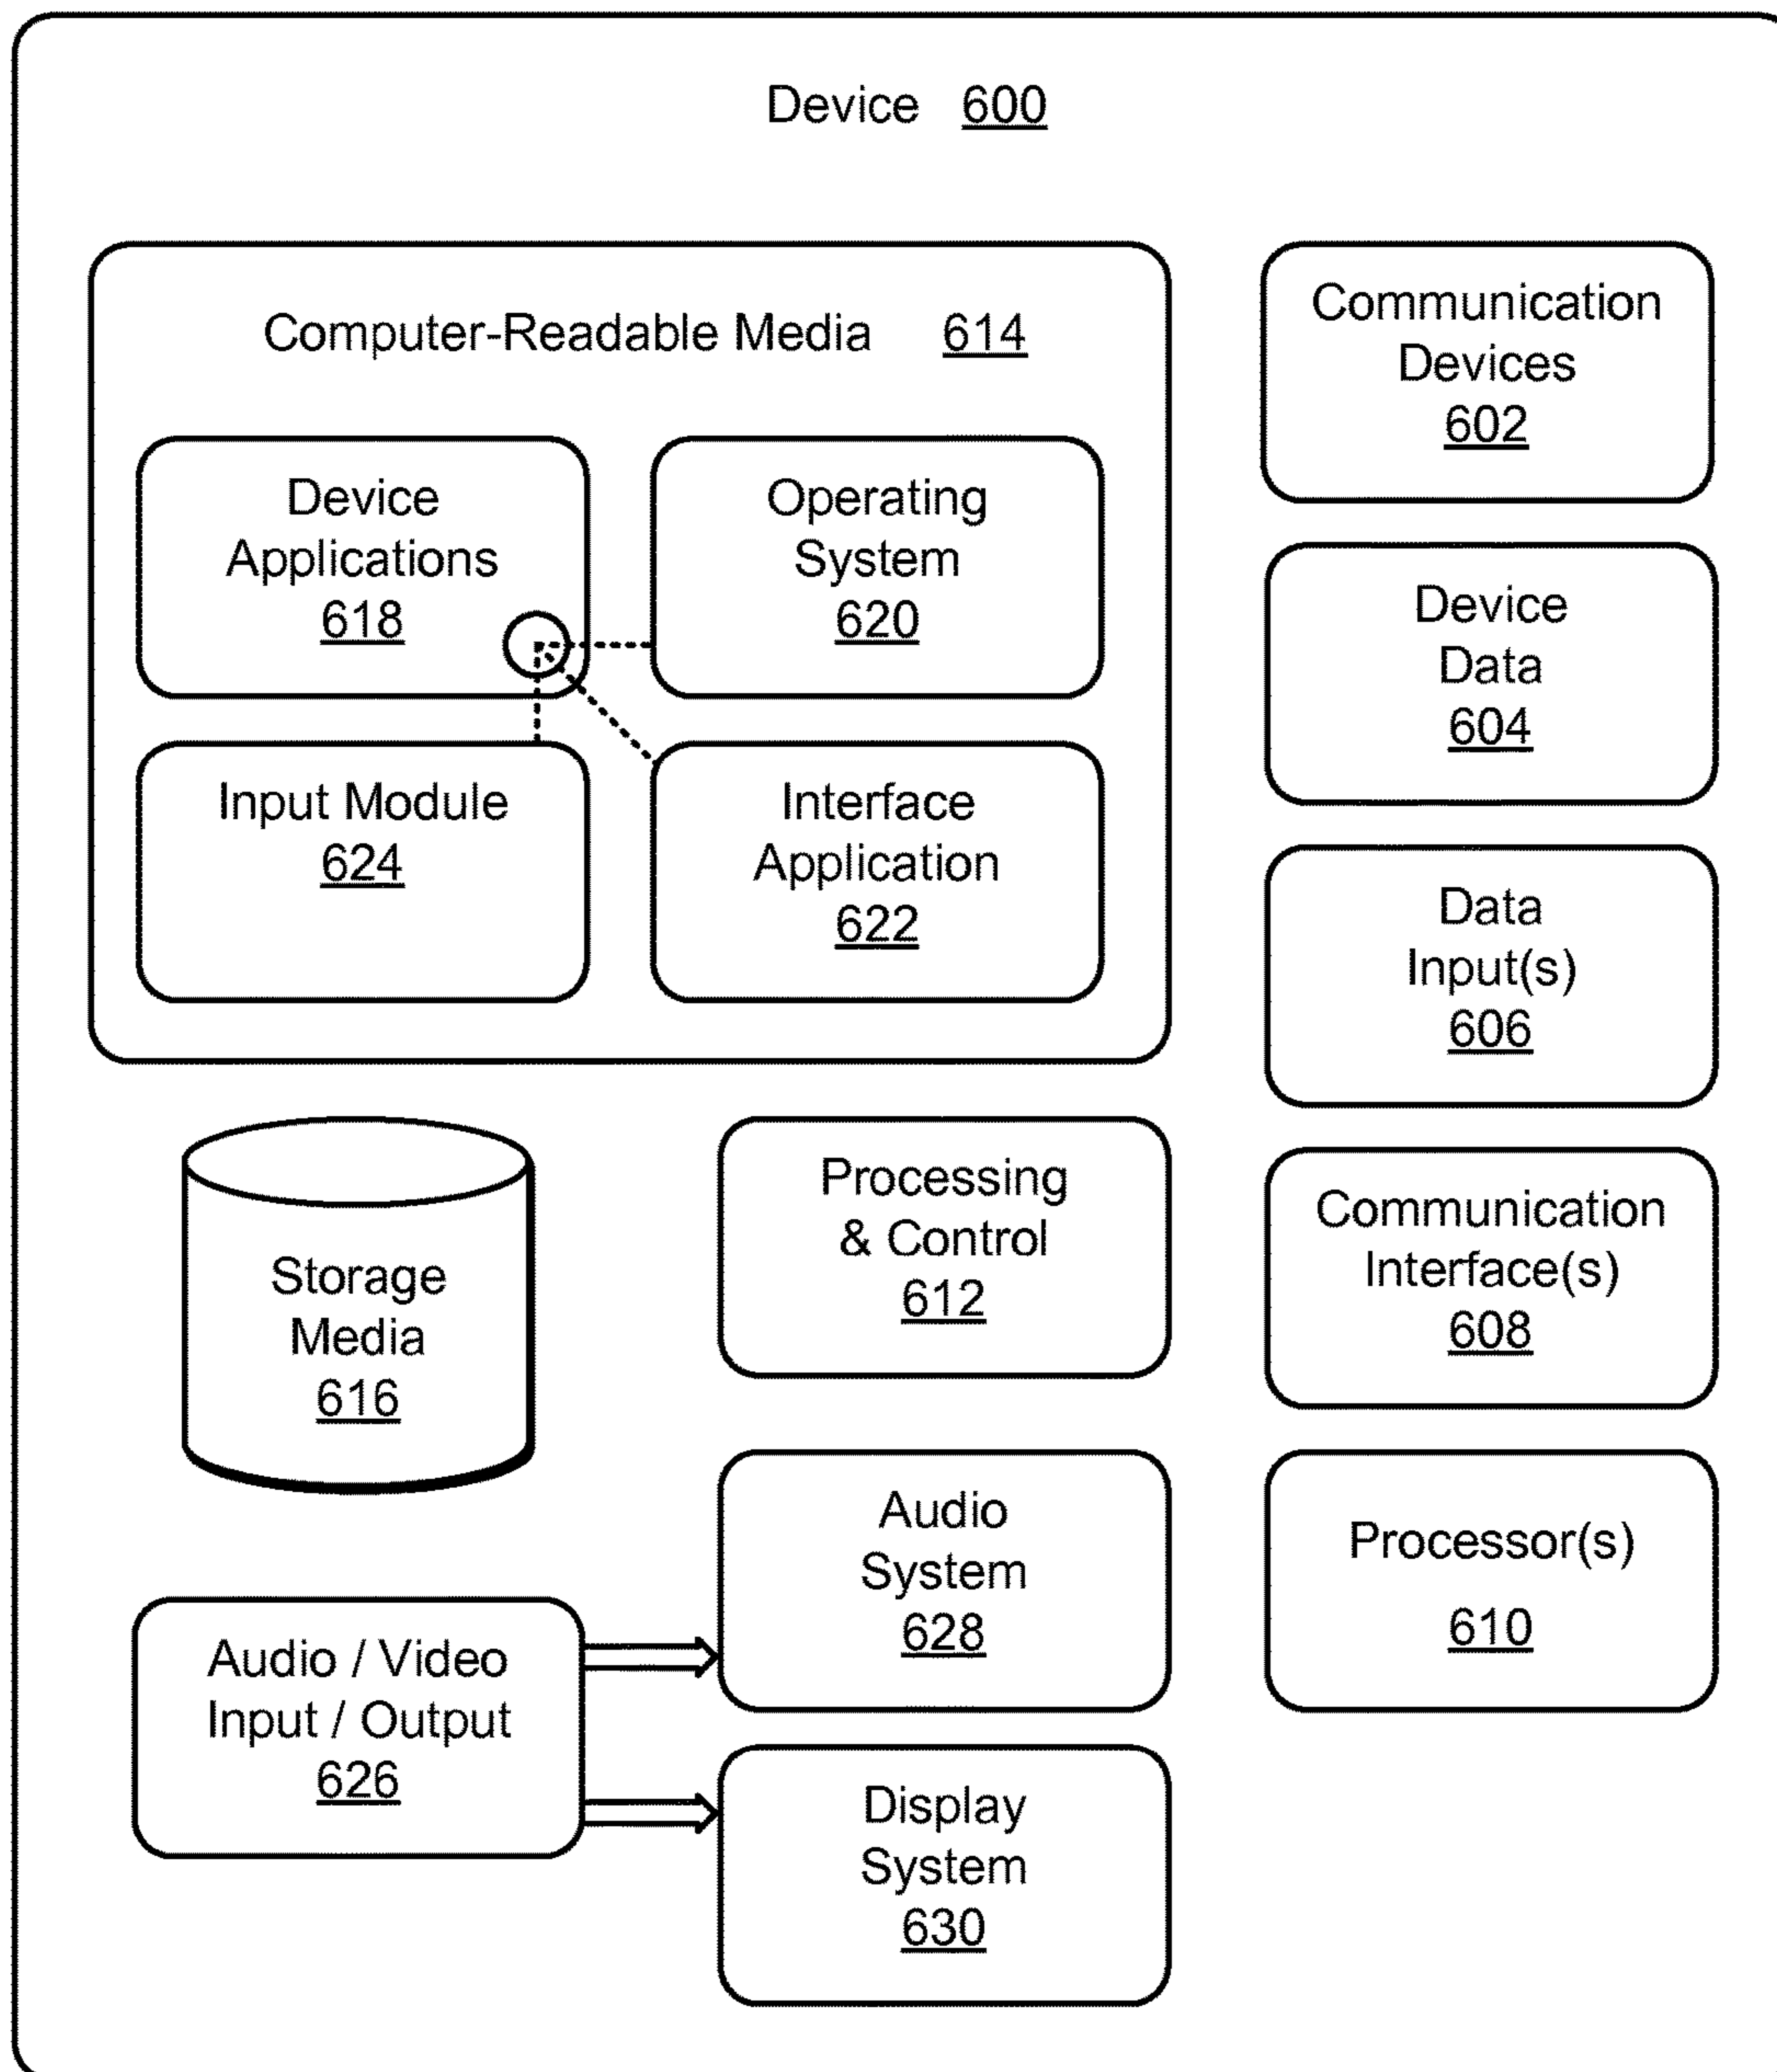 Device 600
Computer-Readable Media 614
Device
Applications
618
Operating
System
620
Input Module
624
Interface
Application
622
Communication
Devices
602
Device
Data
604
Data
Input(s)
606
Communication
Interface(s)
608
Processor(s)
610
Storage
Media
616
Processing
& Control
612
Audio / Video
Input / Output
626
Audio
System
628
Display
System
630